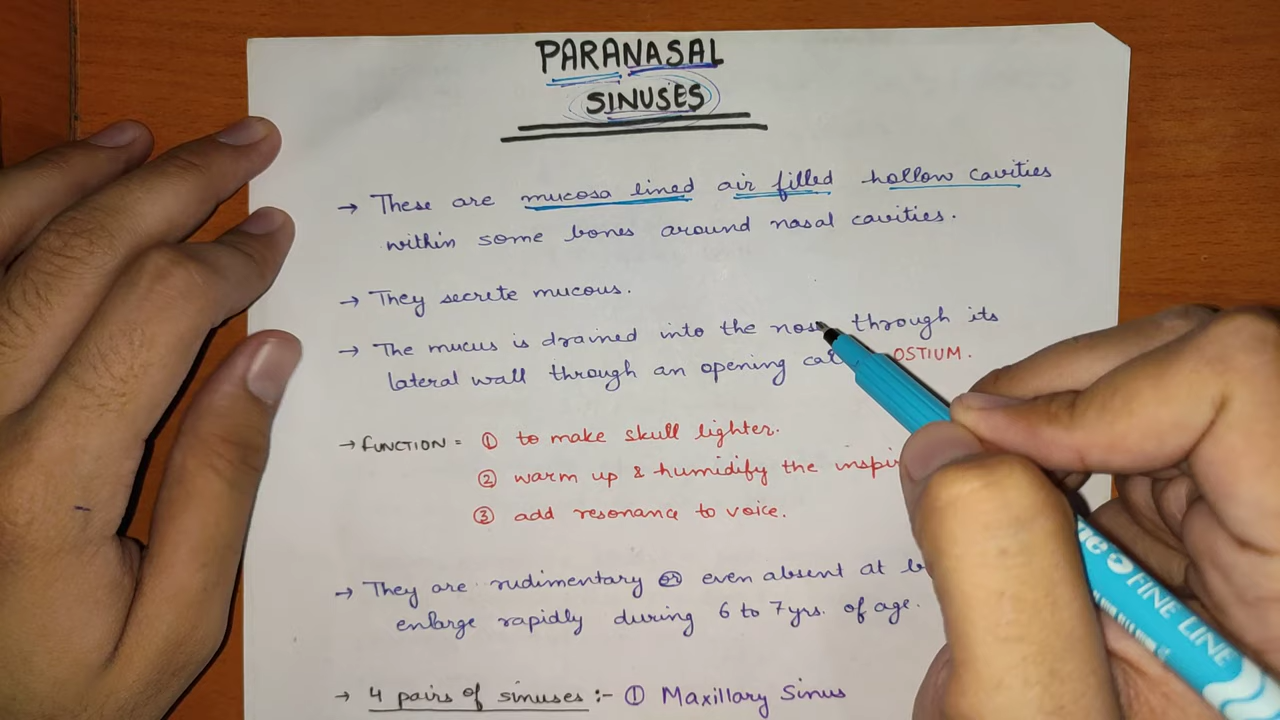 PARANASAL
SINUSES
→ These are mucosa lined air filled hollow cavities
within some bones around nasal cavities.
→ They secrete mucous.
→ The mucus is drained into the through its
lateral wall through an opening OSTIUM.
→ FUNCTION = ① to make skull lighter.
② warm up & humidify the
③ add resonance to voice.
→ They are rudimentary or even absent at
enlarge rapidly during 6 to 7yrs. of age.
→ 4 pairs of sinuses :- ① Maxillary Sinus
FINE LINE